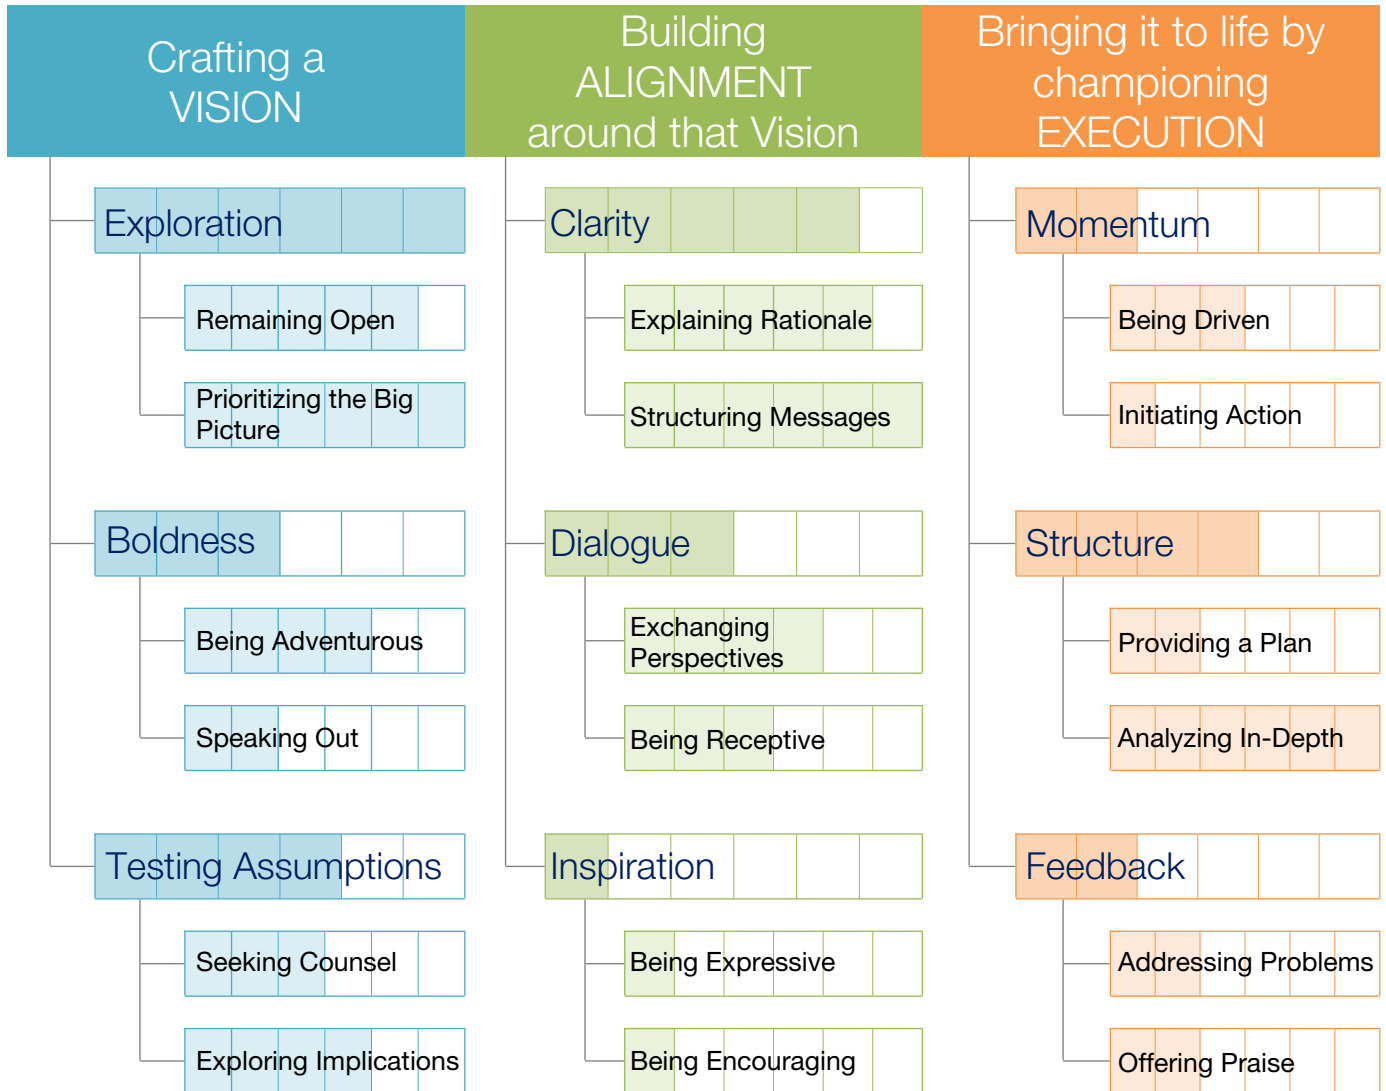 Crafting a
VISION
Exploration
Remaining Open
Prioritizing the Big
Picture
Boldness
Being Adventurous
Speaking Out
Testing Assumptions
Seeking Counsel
Exploring Implications
Building
ALIGNMENT
around that Vision
Clarity
Explaining Rationale
Structuring Messages
Dialogue
Exchanging
Perspectives
Being Receptive
Inspiration
Being Expressive
Being Encouraging
Bringing it to life by
championing
EXECUTION
Momentum
Being Driven
Initiating Action
Structure
Providing a Plan
Analyzing In-Depth
Feedback
Addressing Problems
Offering Praise